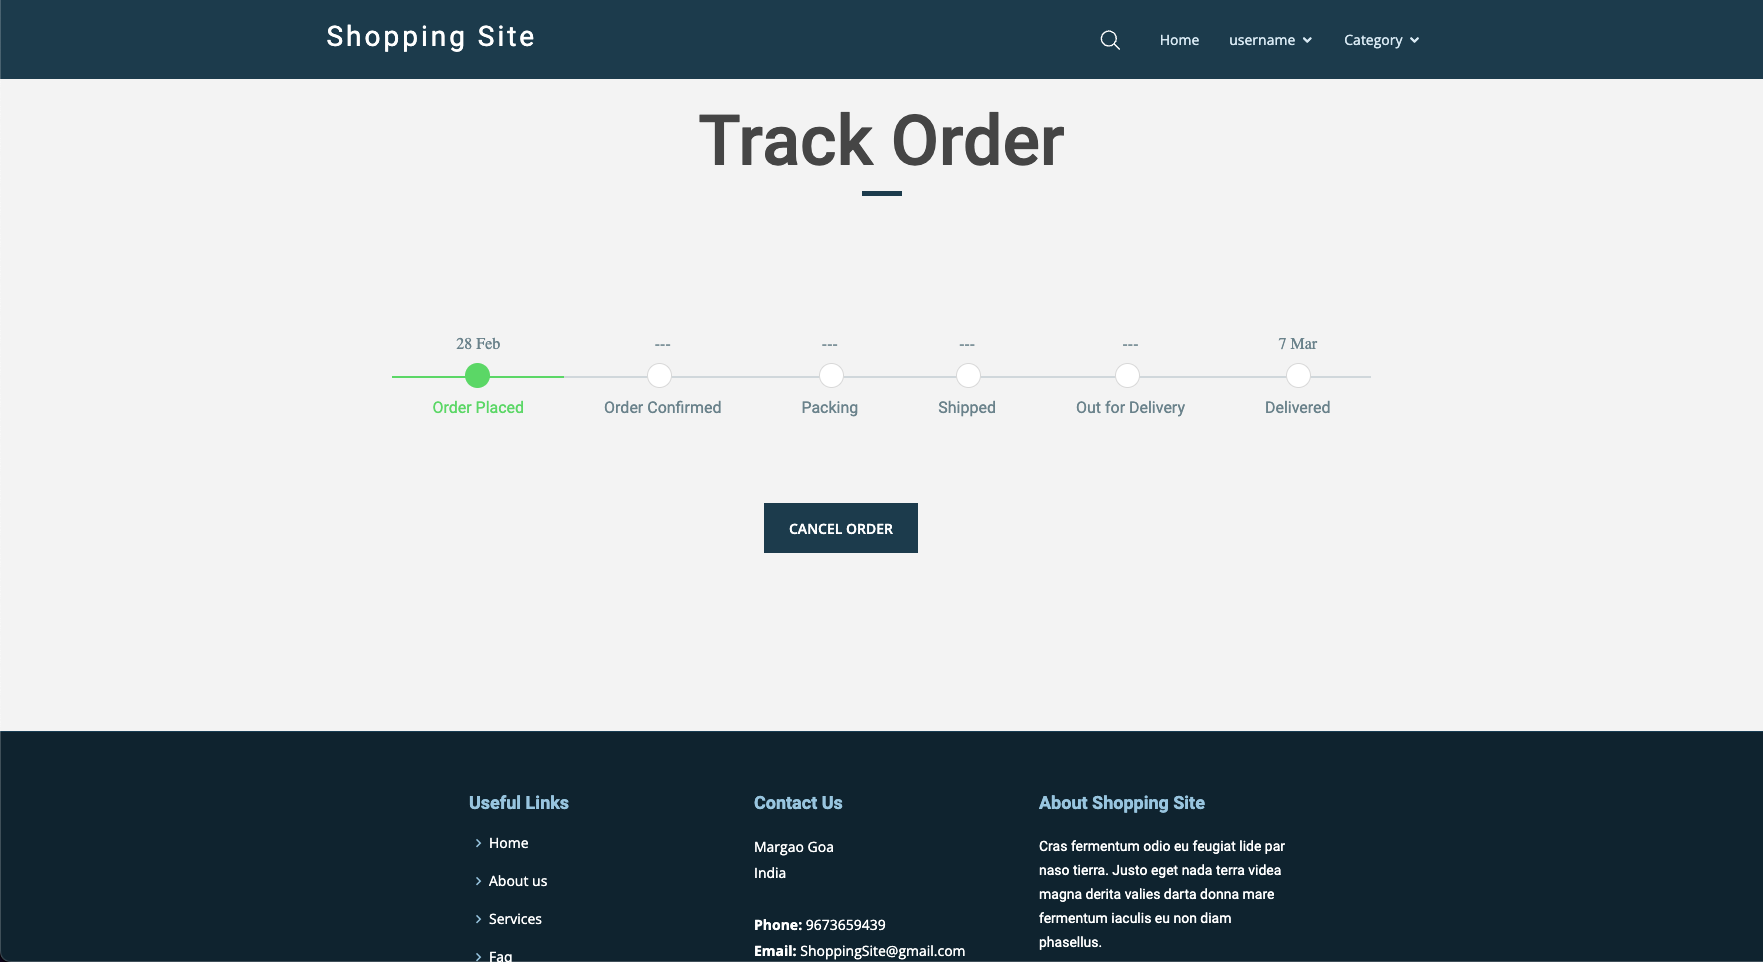 Shopping Site
Home username Category
Track Order
28 Feb --- --- --- --- 7 Mar
Order Placed Order Confirmed Packing Shipped Out for Delivery Delivered
CANCEL ORDER
Useful Links
Home
About us
Services
Faq
Contact Us
Margao Goa
India
Phone: 9673659439
Email: ShoppingSite@gmail.com
About Shopping Site
Cras fermentum odio eu feugiat lide par
naso tierra. Justo eget nada terra videa
magna derita valies darta donna mare
fermentum iaculis eu non diam
phasellus.